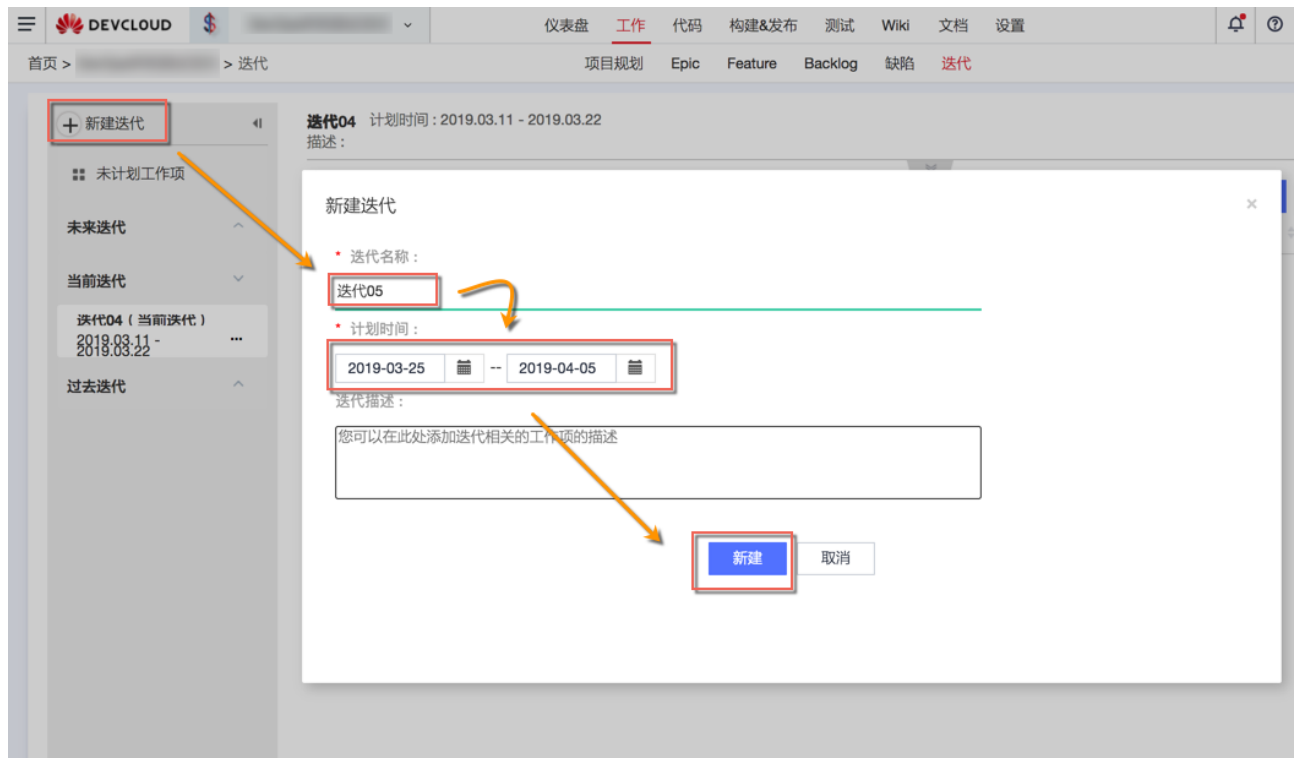 DEVCLOUD
仪表盘 工作 代码 构建&发布 测试 Wiki 文档 设置
首页 > > 迭代
项目规划 Epic Feature Backlog 缺陷 迭代
新建迭代
未计划工作项
未来迭代
当前迭代
迭代04（当前迭代）
2019.03.11 -
2019.03.22
过去迭代
迭代04 计划时间 : 2019.03.11 - 2019.03.22
描述 :
新建迭代
* 迭代名称 :
迭代05
* 计划时间 :
2019-03-25 -- 2019-04-05
迭代描述 :
您可以在此处添加迭代相关的工作项的描述
新建 取消